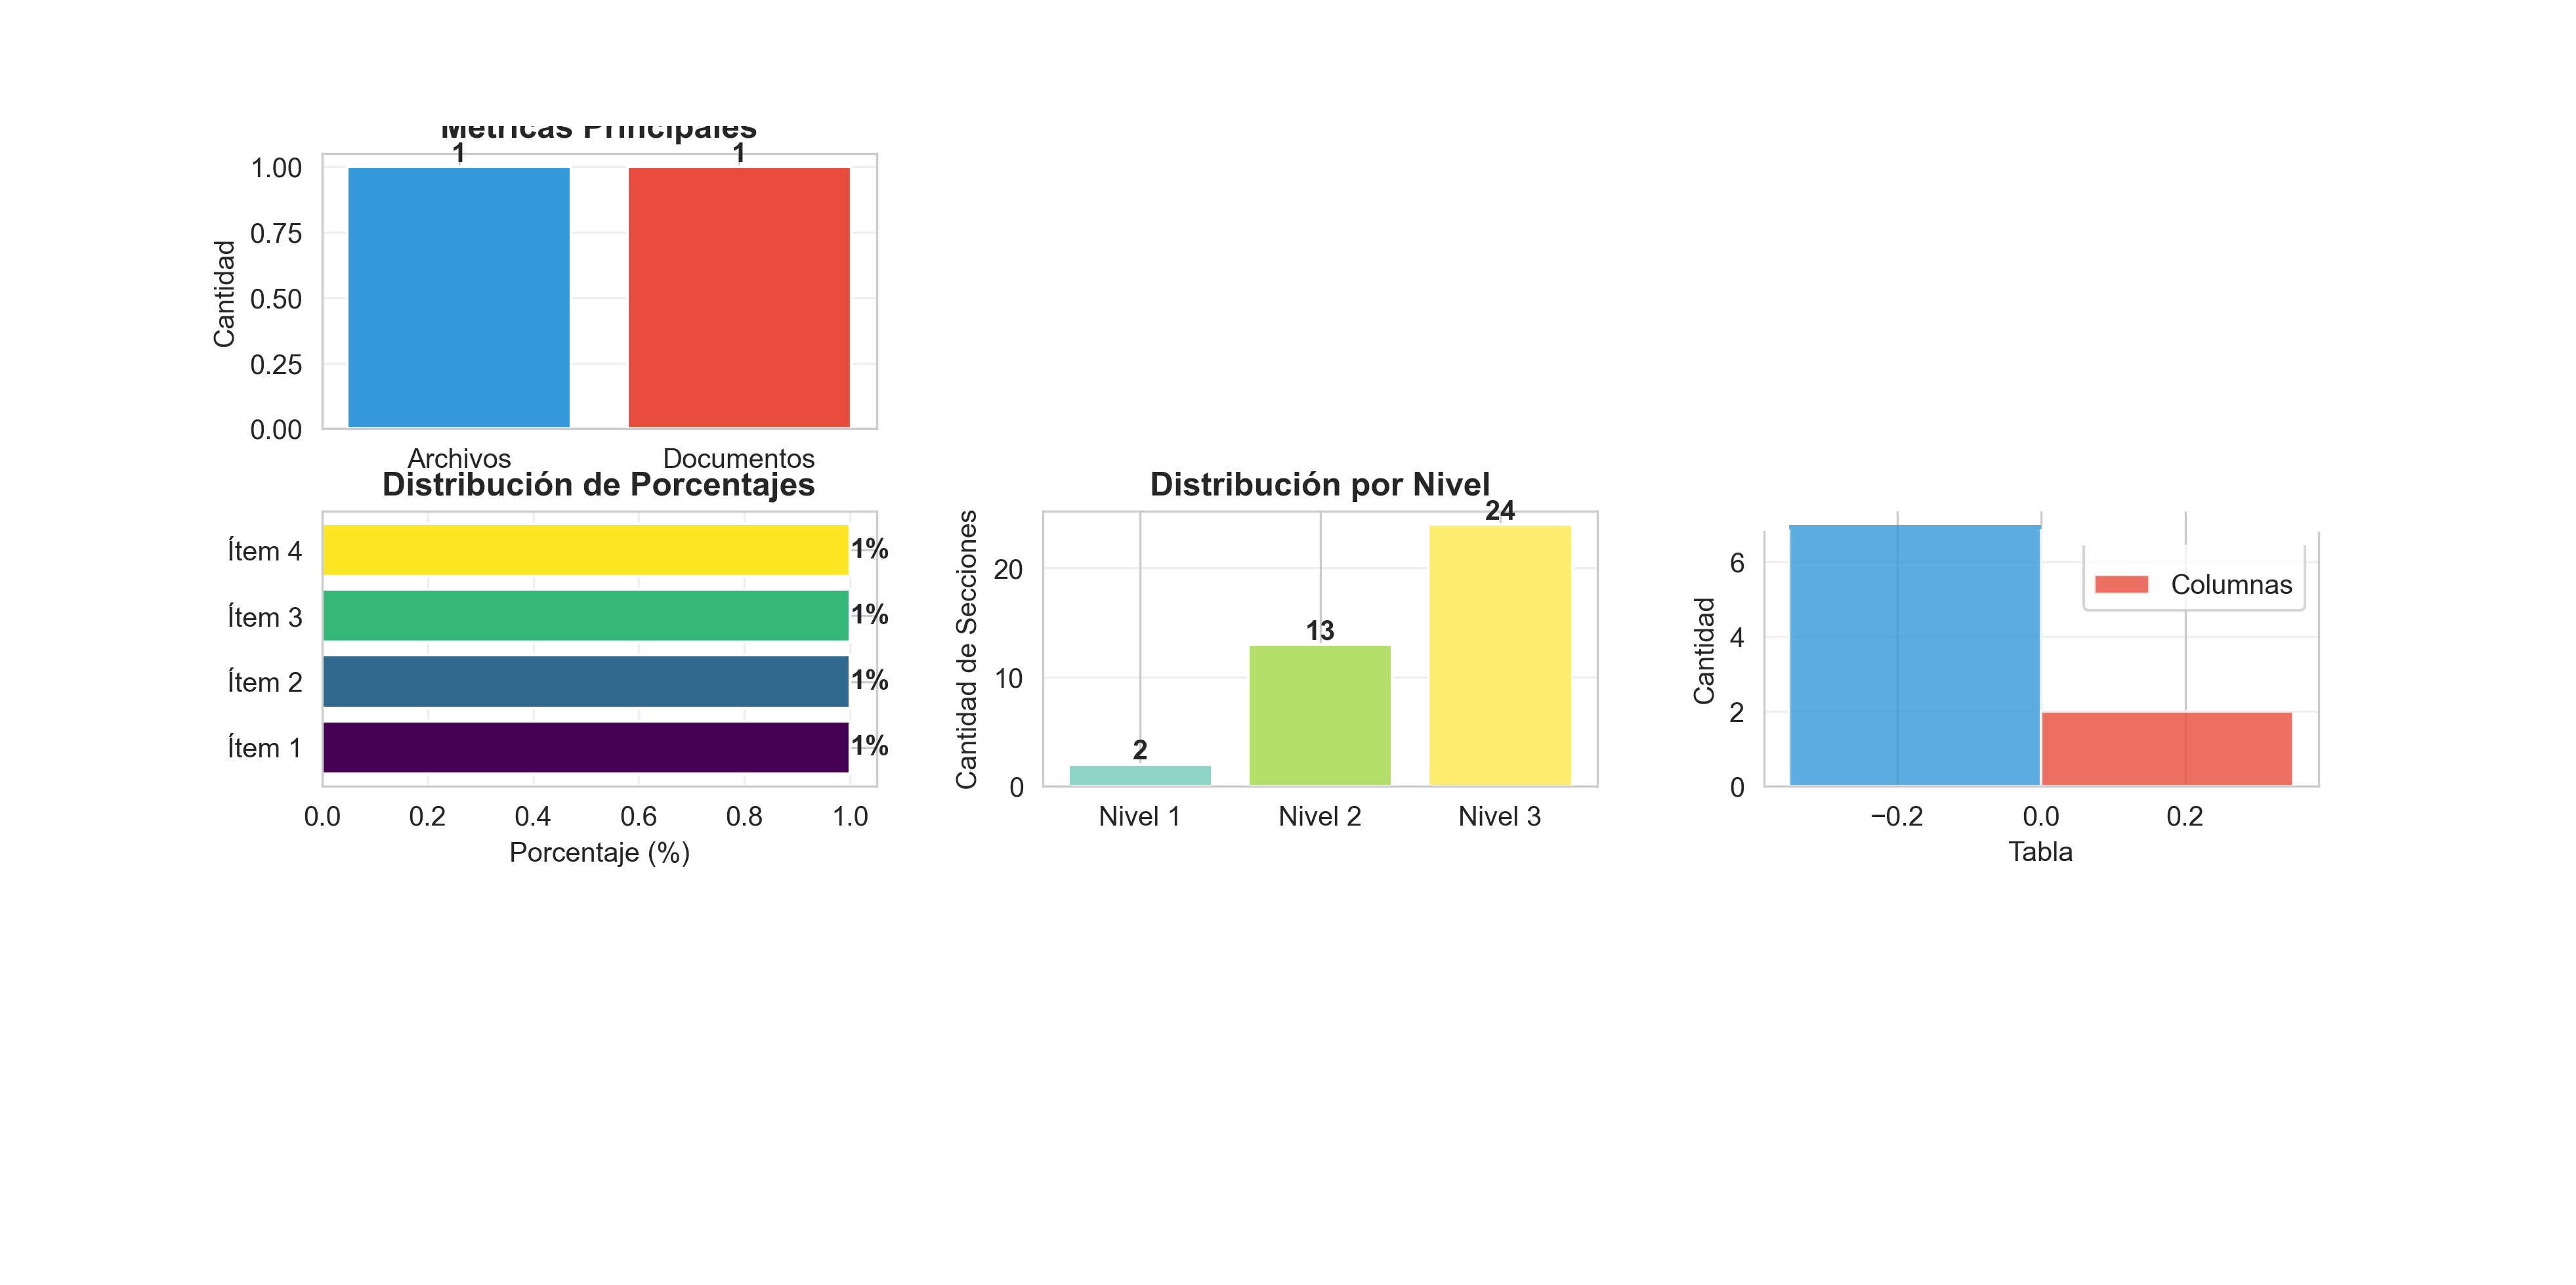 Métricas Principales
1
1
1.00
0.75
0.50
0.25
0.00
Cantidad
Archivos
Documentos
Distribución de Porcentajes
Ítem 4
1%
Ítem 3
1%
Ítem 2
1%
Ítem 1
1%
0.0
0.2
0.4
0.6
0.8
1.0
Porcentaje (%)
Distribución por Nivel
Cantidad de Secciones
20
10
0
2
13
24
Nivel 1
Nivel 2
Nivel 3
Cantidad
6
4
2
0
Columnas
−0.2
0.0
0.2
Tabla